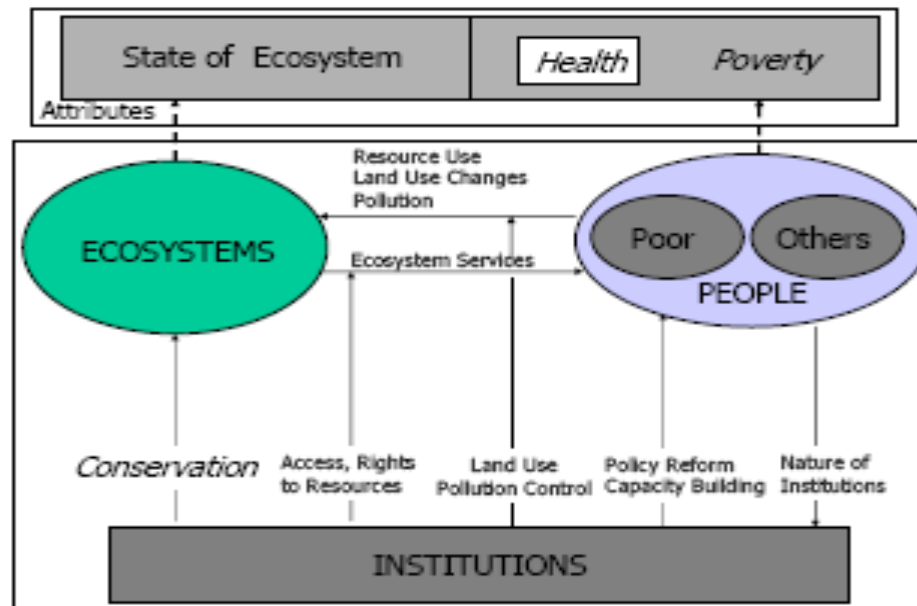 State of Ecosystem
Health
Poverty
Attributes
Resource Use
Land Use Changes
Pollution
ECOSYSTEMS
Ecosystem Services
Poor
Others
PEOPLE
Conservation
Access, Rights
to Resources
Land Use
Pollution Control
Policy Reform
Capacity Building
Nature of
Institutions
INSTITUTIONS